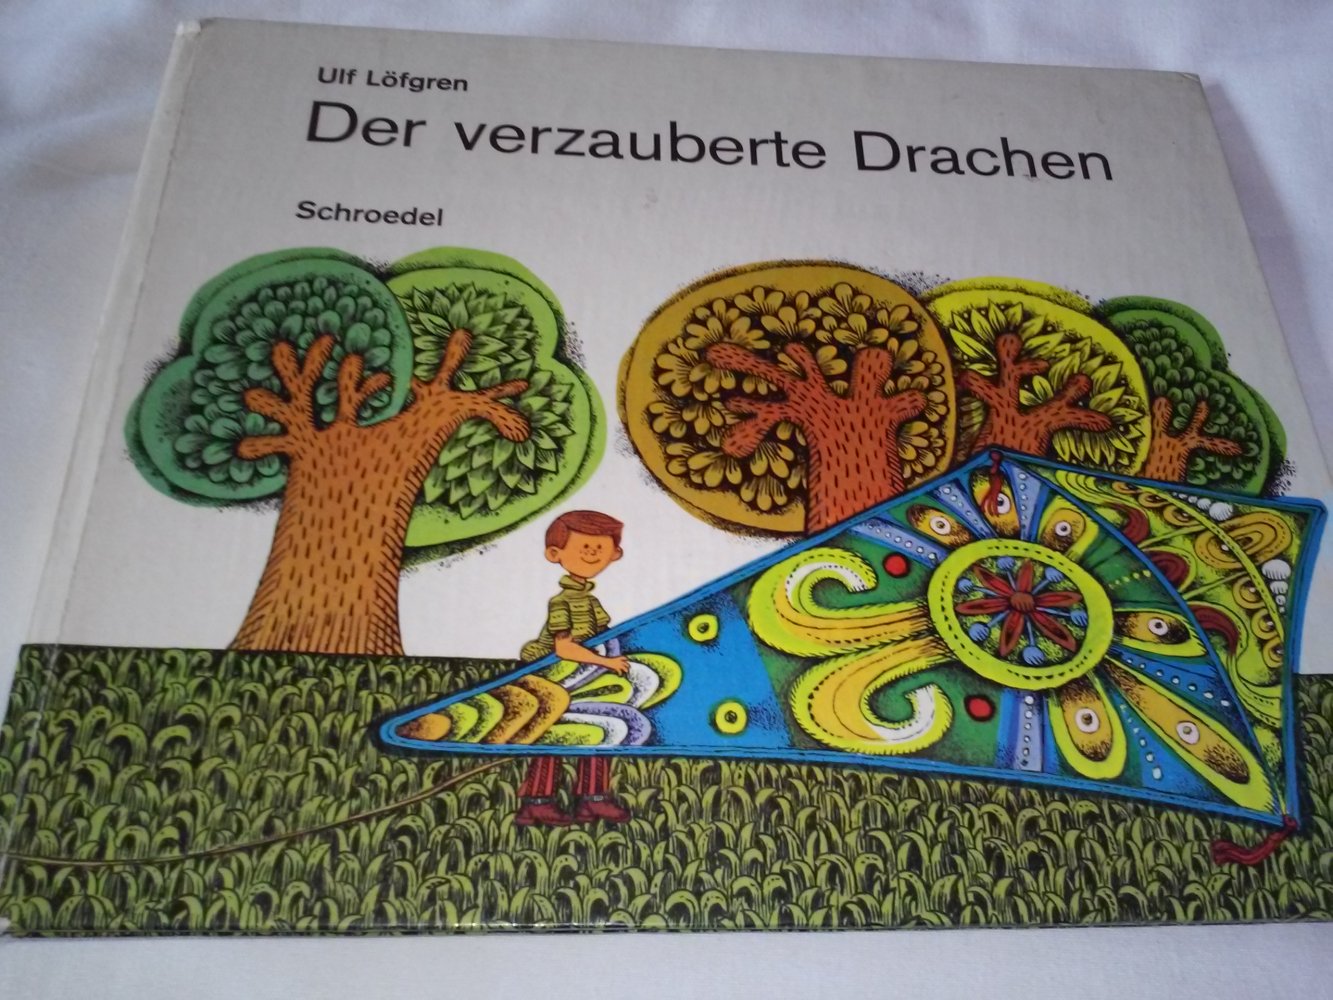 Ulf Löfgren
Der verzauberte Drachen
Schroedel